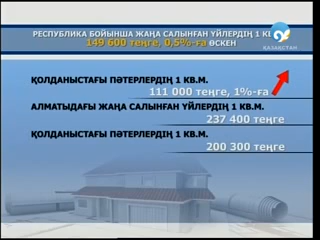 РЕСПУБЛИКА БОЙЫНША ЖАҢА САЛЫНҒАН ҮЙЛЕРДІҢ 1
149 600 теңге, 0,5%-ға ӨСКЕН
ҚАЗАҚСТАН
ҚОЛДАНЫСТАҒЫ ПӘТЕРЛЕРДІҢ 1 КВ.М.
111 000 теңге, 1%-ға
АЛМАТЫДАҒЫ ЖАҢА САЛЫНҒАН ҮЙЛЕРДІҢ 1 КВ.М.
237 400 теңге
ҚОЛДАНЫСТАҒЫ ПӘТЕРЛЕРДІҢ 1 КВ.М.
200 300 теңге